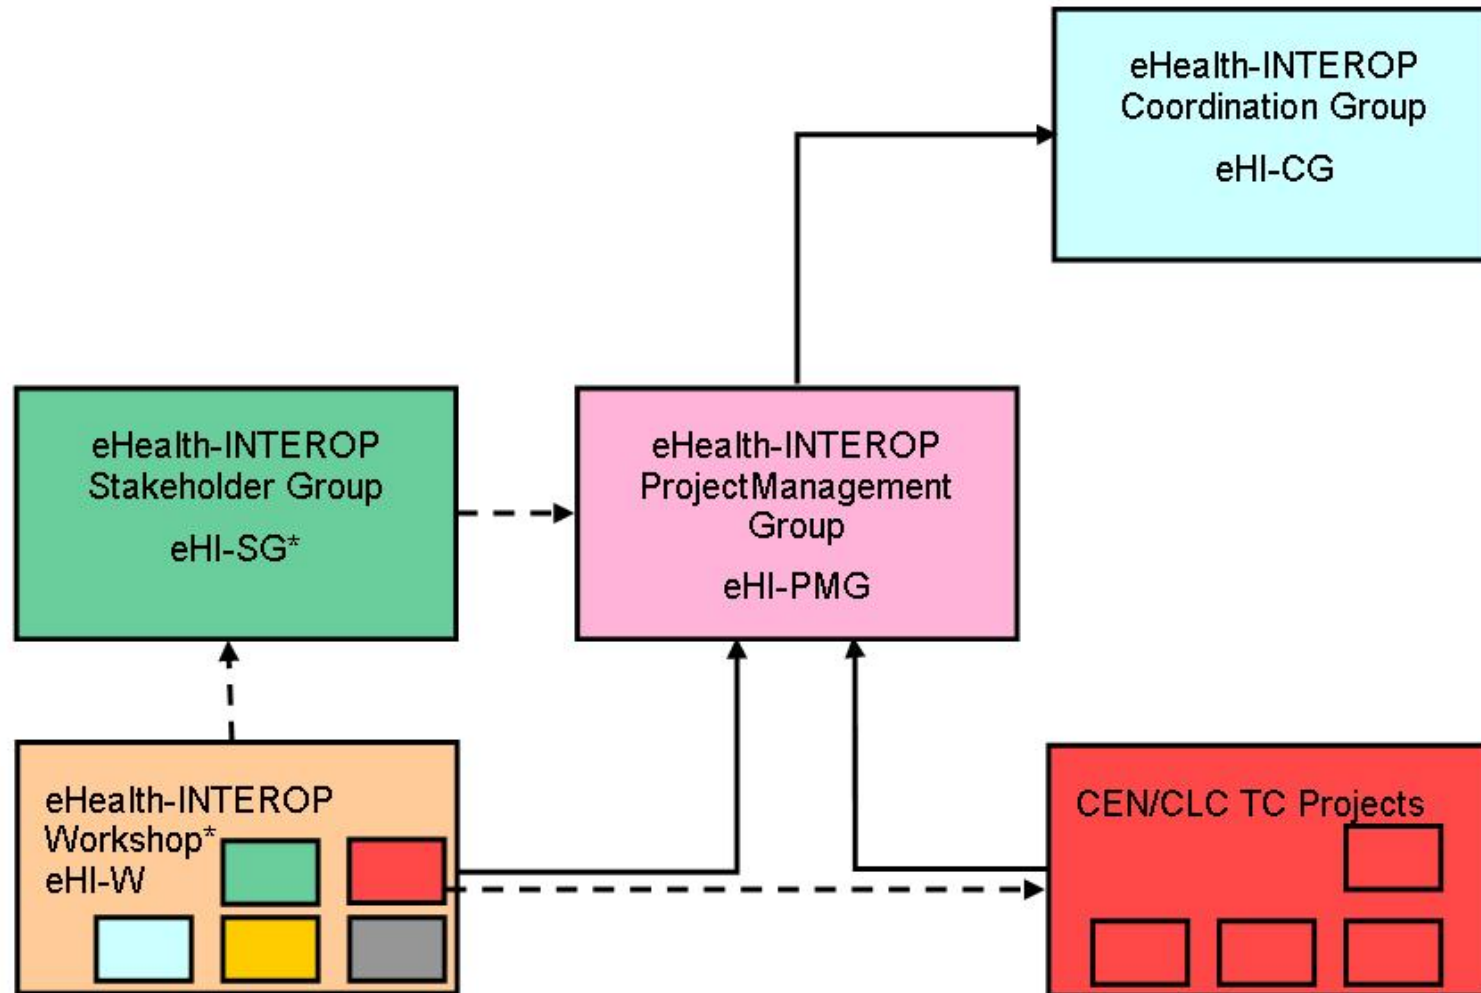 eHealth-INTEROP
Coordination Group
eHI-CG
eHealth-INTEROP
Stakeholder Group
eHI-SG*
eHealth-INTEROP
ProjectManagement
Group
eHI-PMG
eHealth-INTEROP
Workshop*
eHI-W
CEN/CLC TC Projects